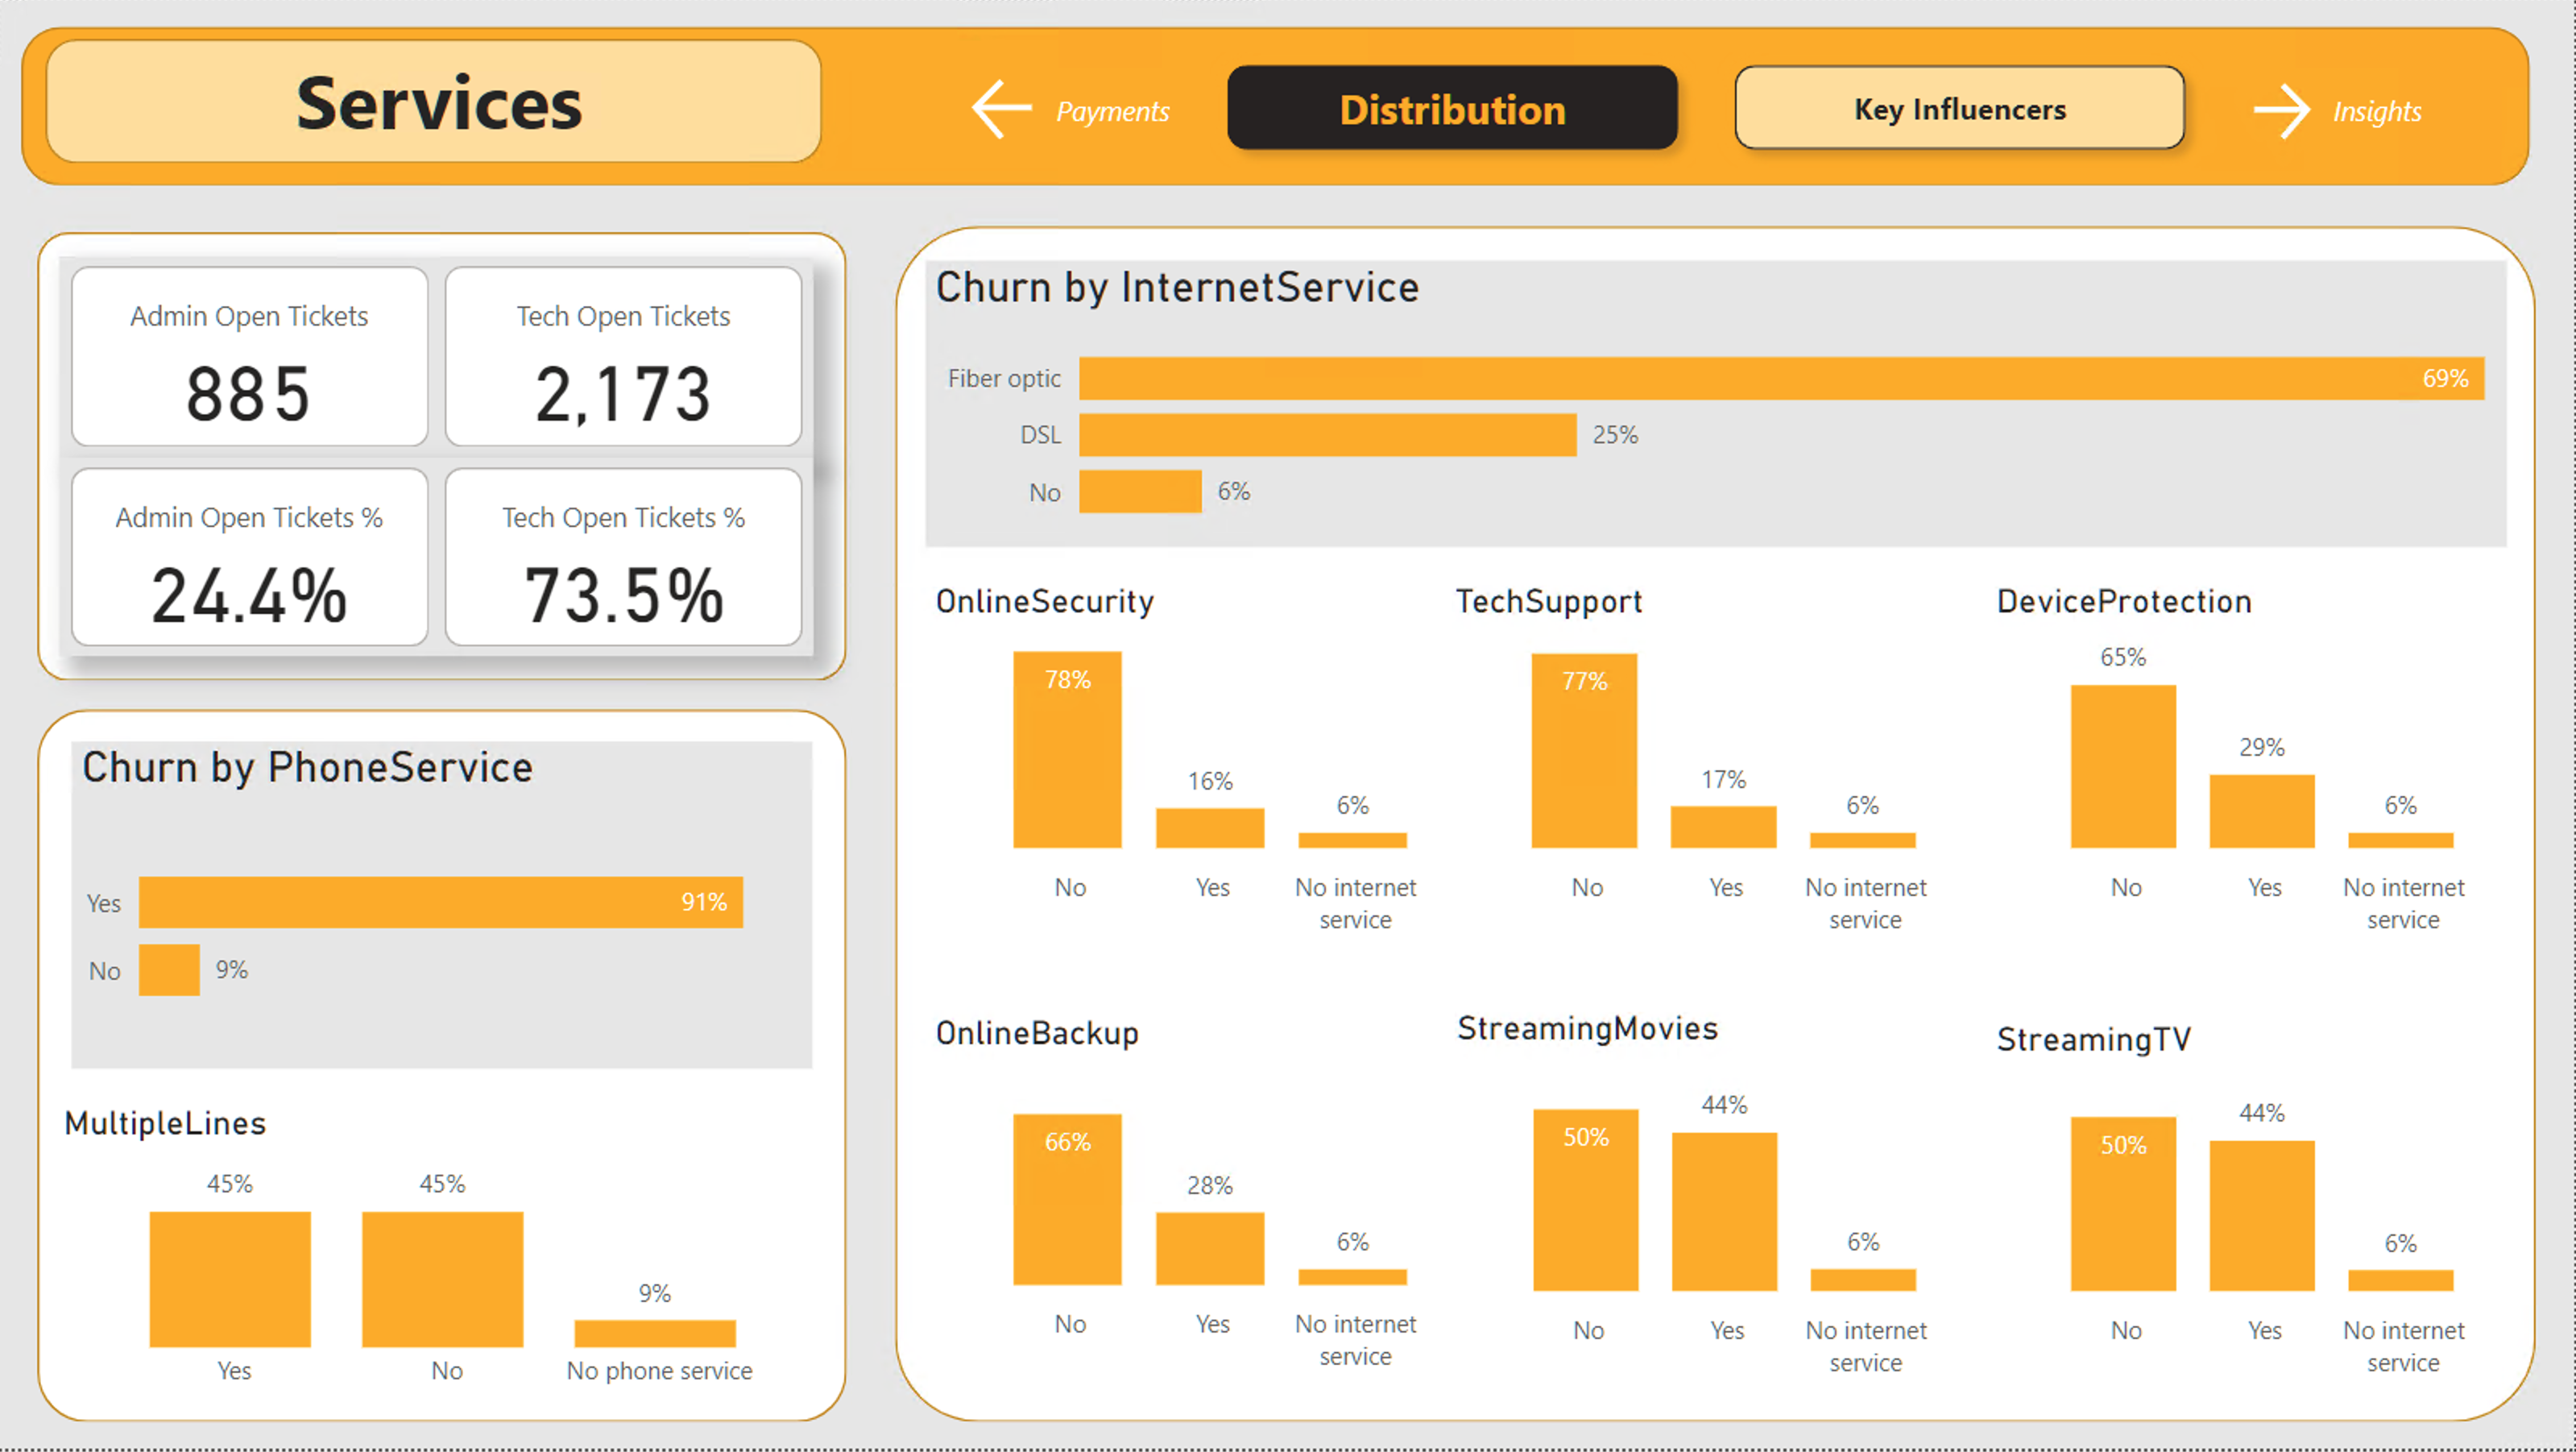 Services
Payments
Distribution
Key Influencers
Insights
Admin Open Tickets
885
Tech Open Tickets
2,173
Admin Open Tickets %
24.4%
Tech Open Tickets %
73.5%
Churn by PhoneService
Yes
91%
No
9%
MultipleLines
45%
45%
9%
Yes
No
No phone service
Churn by InternetService
Fiber optic
69%
DSL
25%
No
6%
OnlineSecurity
78%
16%
6%
No
Yes
No internet
service
TechSupport
77%
17%
6%
No
Yes
No internet
service
DeviceProtection
65%
29%
6%
No
Yes
No internet
service
OnlineBackup
66%
28%
6%
No
Yes
No internet
service
StreamingMovies
50%
44%
6%
No
Yes
No internet
service
StreamingTV
50%
44%
6%
No
Yes
No internet
service